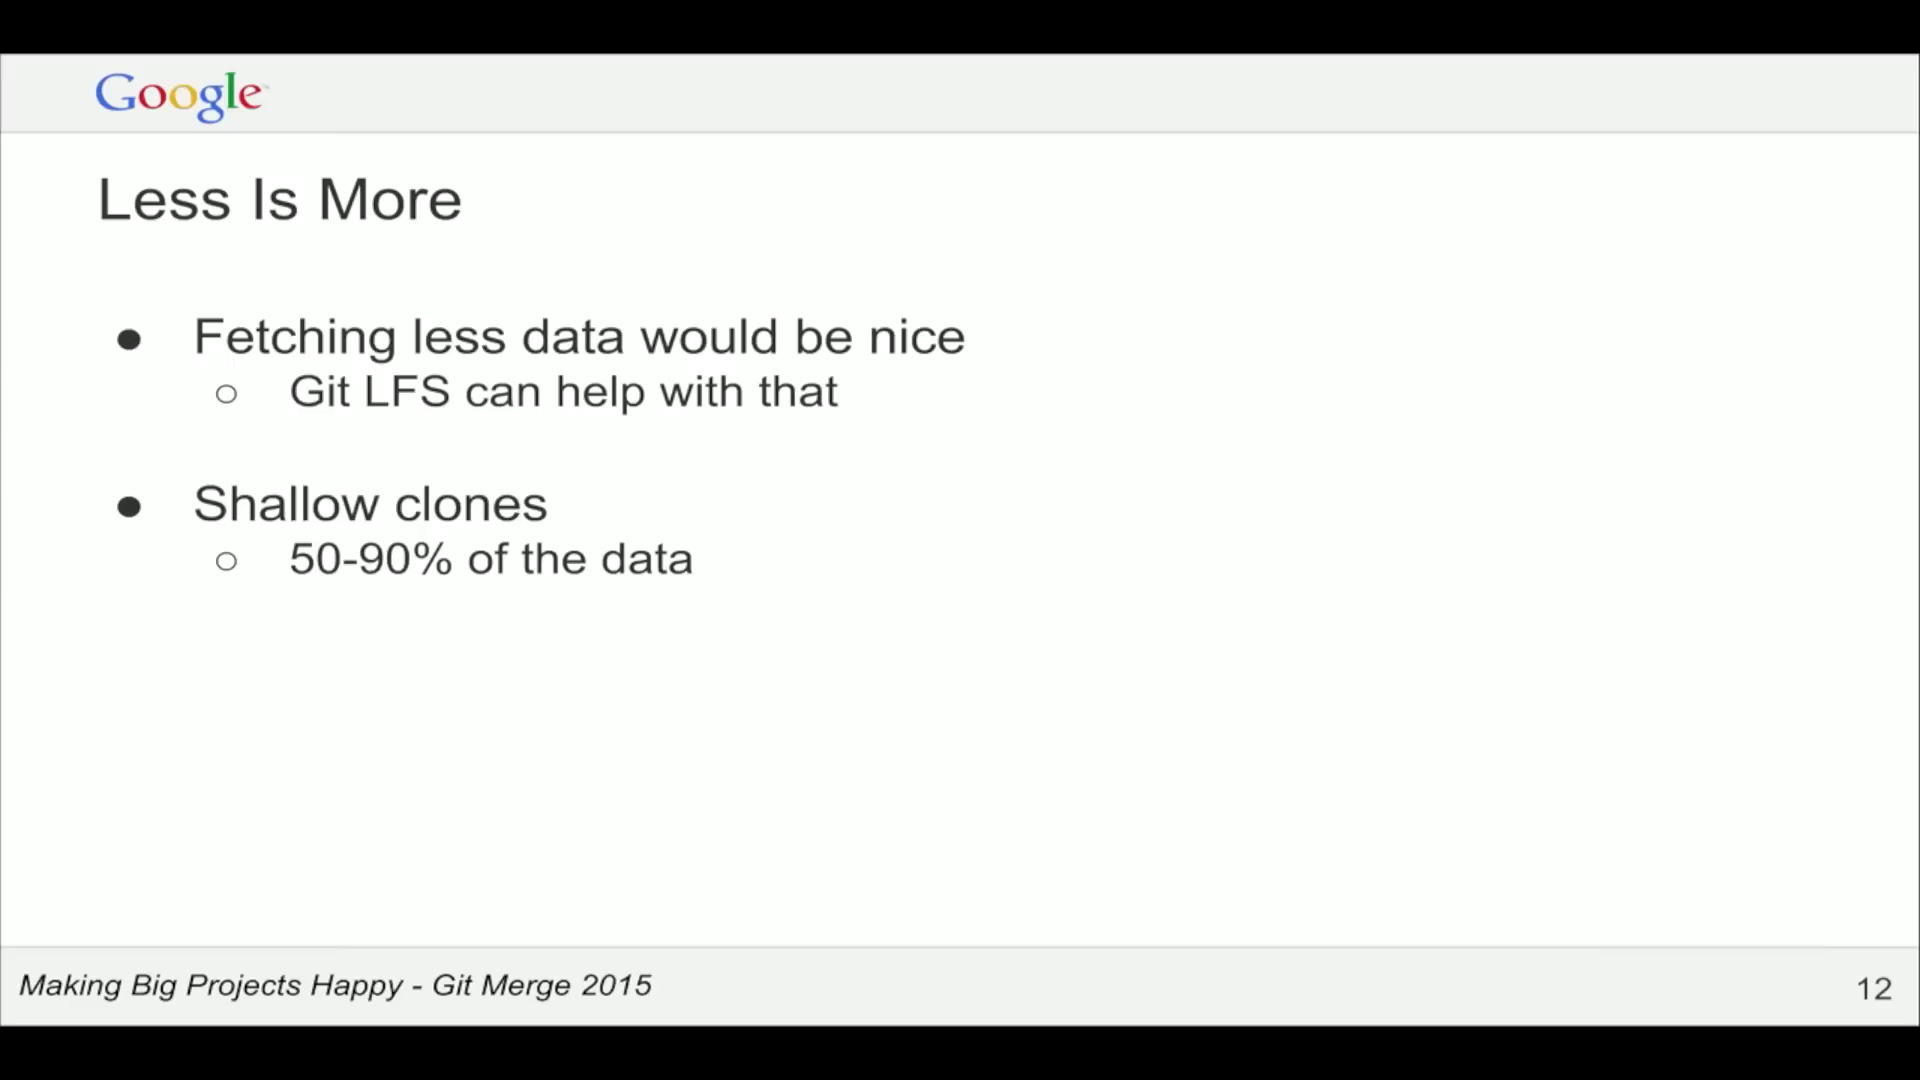 Google
Less Is More
● Fetching less data would be nice
○ Git LFS can help with that
● Shallow clones
○ 50-90% of the data
Making Big Projects Happy - Git Merge 2015
12